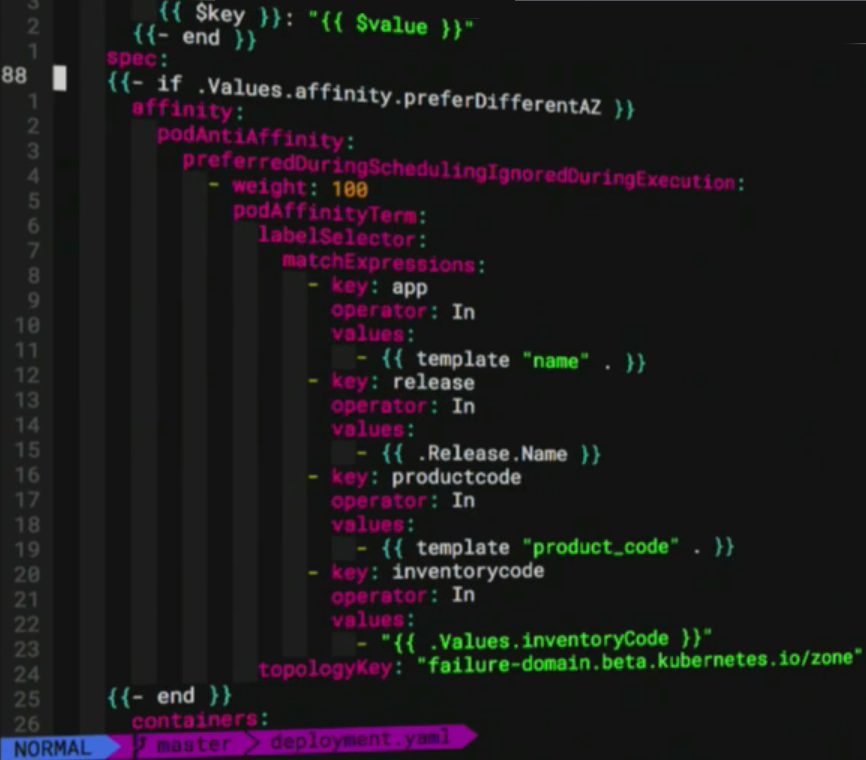 3
2 {{ $key }}: "{{ $value }}"
1 {{- end }}
spec:
88 {{- if .Values.affinity.preferDifferentAZ }}
1 affinity:
2 podAntiAffinity:
3 preferredDuringSchedulingIgnoredDuringExecution:
4 - weight: 100
5 podAffinityTerm:
6 labelSelector:
7 matchExpressions:
8 - key: app
9 operator: In
10 values:
11 - {{ template "name" . }}
12 - key: release
13 operator: In
14 values:
15 - {{ .Release.Name }}
16 - key: productcode
17 operator: In
18 values:
19 - {{ template "product_code" . }}
20 - key: inventorycode
21 operator: In
22 values:
23 - "{{ .Values.inventoryCode }}"
24 topologyKey: "failure-domain.beta.kubernetes.io/zone"
25 {{- end }}
26 containers:
NORMAL master deployment.yaml